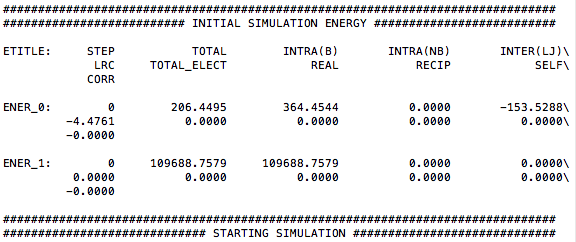 ################################################################################
########################## INITIAL SIMULATION ENERGY ##########################
ETITLE: STEP TOTAL INTRA(B) INTRA(NB) INTER(LJ)\
LRC TOTAL_ELECT REAL RECIP SELF\
CORR
ENER_0: 0 206.4495 364.4544 0.0000 -153.5288\
-4.4761 0.0000 0.0000 0.0000 0.0000\
-0.0000
ENER_1: 0 109688.7579 109688.7579 0.0000 0.0000\
0.0000 0.0000 0.0000 0.0000 0.0000\
-0.0000
################################################################################
############################# STARTING SIMULATION #############################